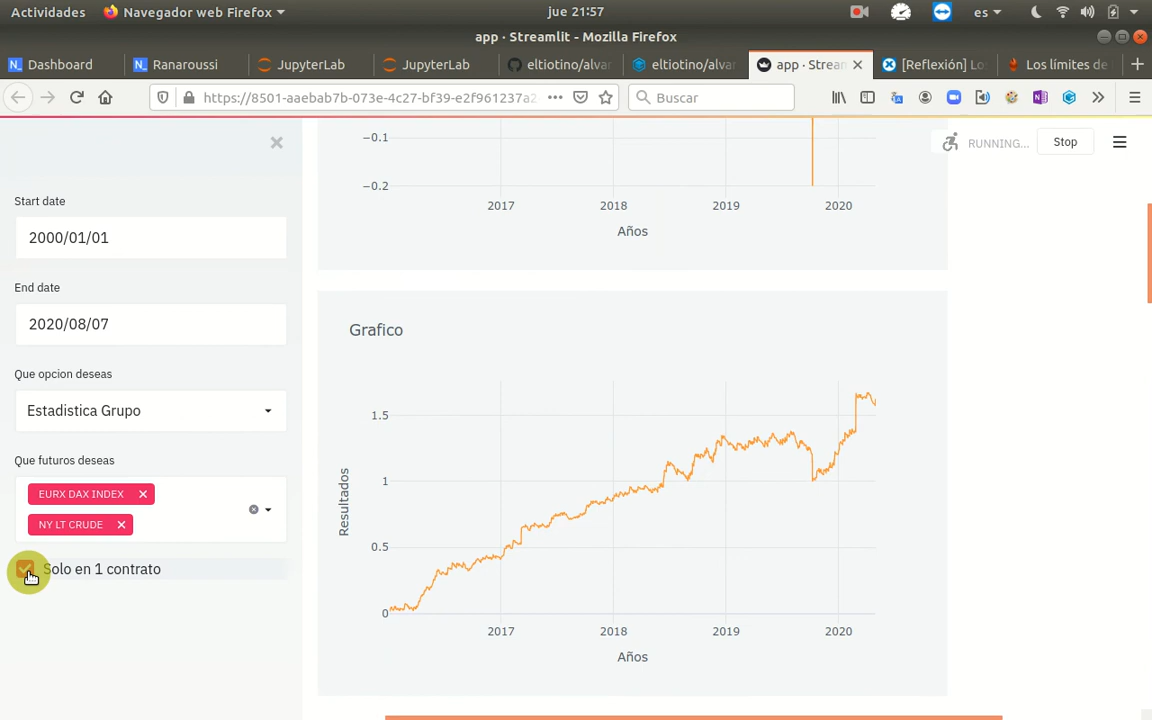 Actividades Navegador web Firefox jue 21:57 es
app · Streamlit - Mozilla Firefox
Dashboard Ranaroussi JupyterLab JupyterLab eltiotino/alva eltiotino/alva app · Stream [Reflexión] Lo Los límites de
https://8501-aaebab7b-073e-4c27-bf39-e2f961237a2 Buscar
RUNNING... Stop
Start date
2000/01/01
End date
2020/08/07
Que opcion deseas
Estadistica Grupo
Que futuros deseas
EURX DAX INDEX
NY LT CRUDE
Solo en 1 contrato
−0.1
−0.2
2017 2018 2019 2020
Años
Grafico
1.5
1
0.5
0
Resultados
2017 2018 2019 2020
Años